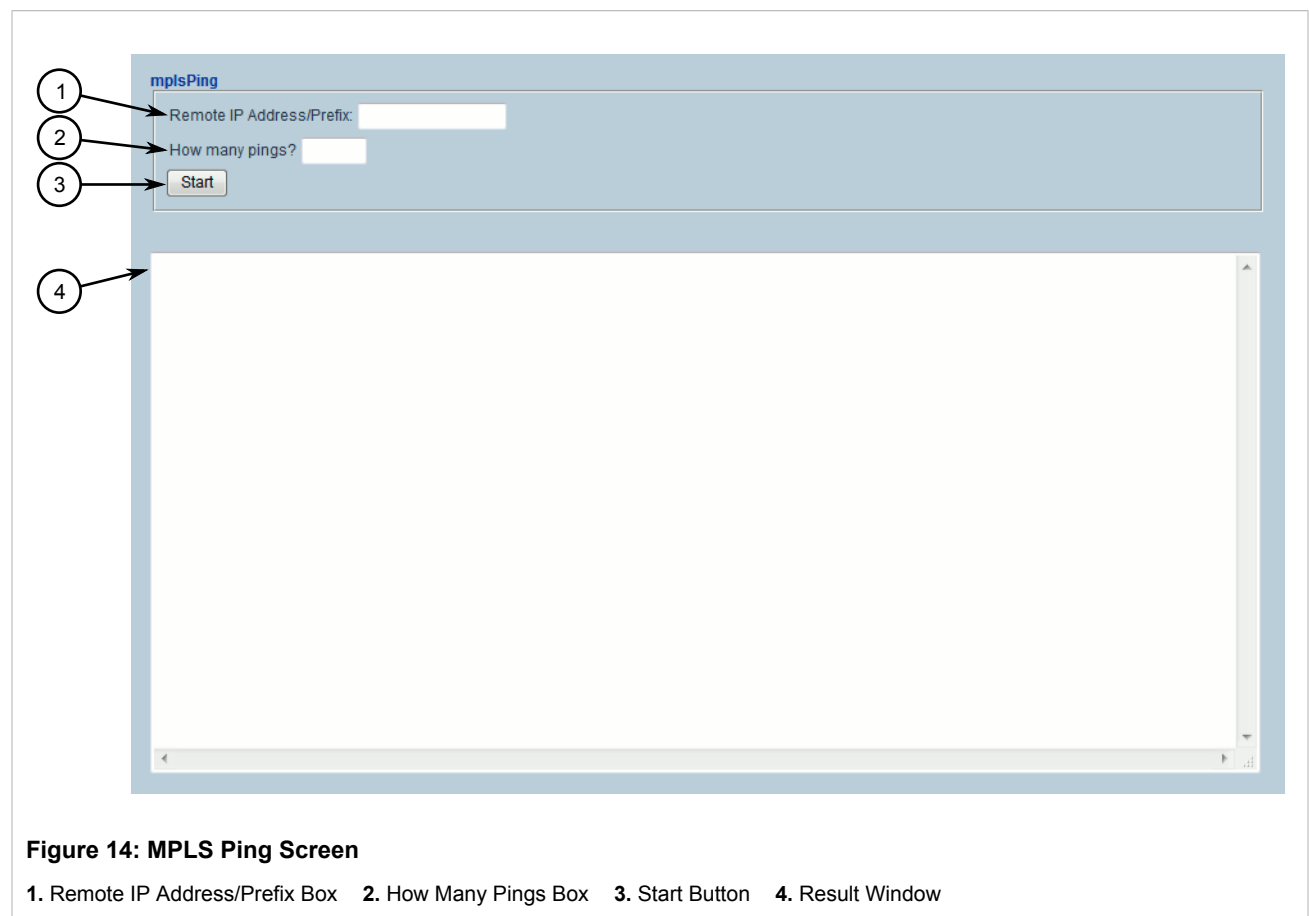 mplsPing
1
Remote IP Address/Prefix:
2
How many pings?
3
Start
4
Figure 14: MPLS Ping Screen
1. Remote IP Address/Prefix Box 2. How Many Pings Box 3. Start Button 4. Result Window